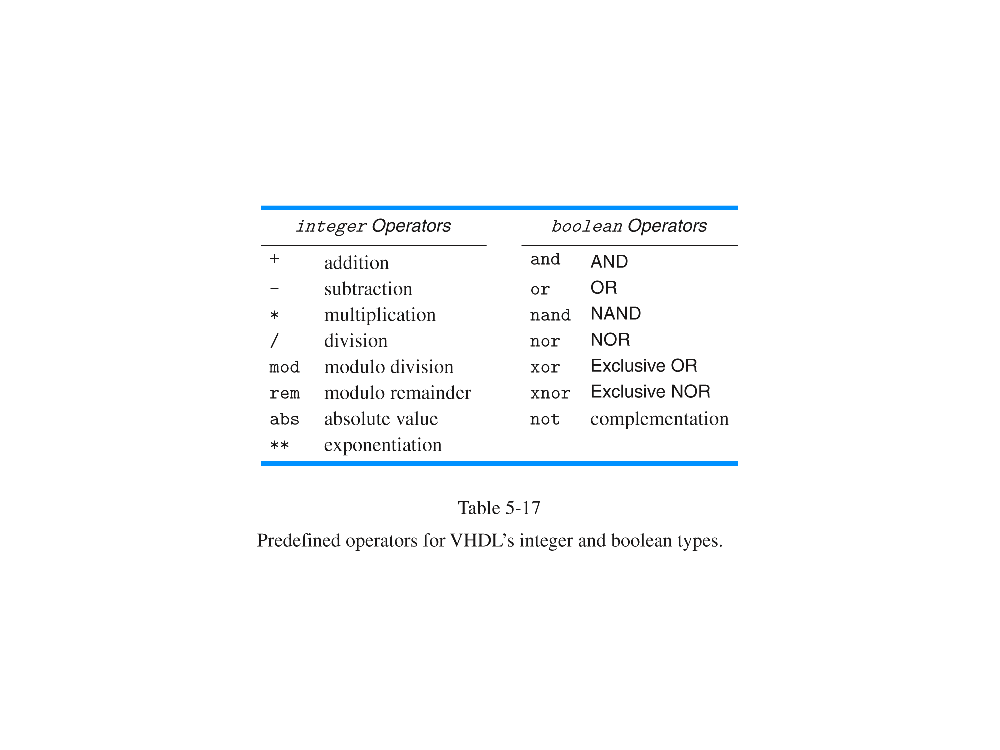 integer Operators boolean Operators
+ addition and AND
- subtraction or OR
* multiplication nand NAND
/ division nor NOR
mod modulo division xor Exclusive OR
rem modulo remainder xnor Exclusive NOR
abs absolute value not complementation
** exponentiation
Table 5-17
Predefined operators for VHDL’s integer and boolean types.